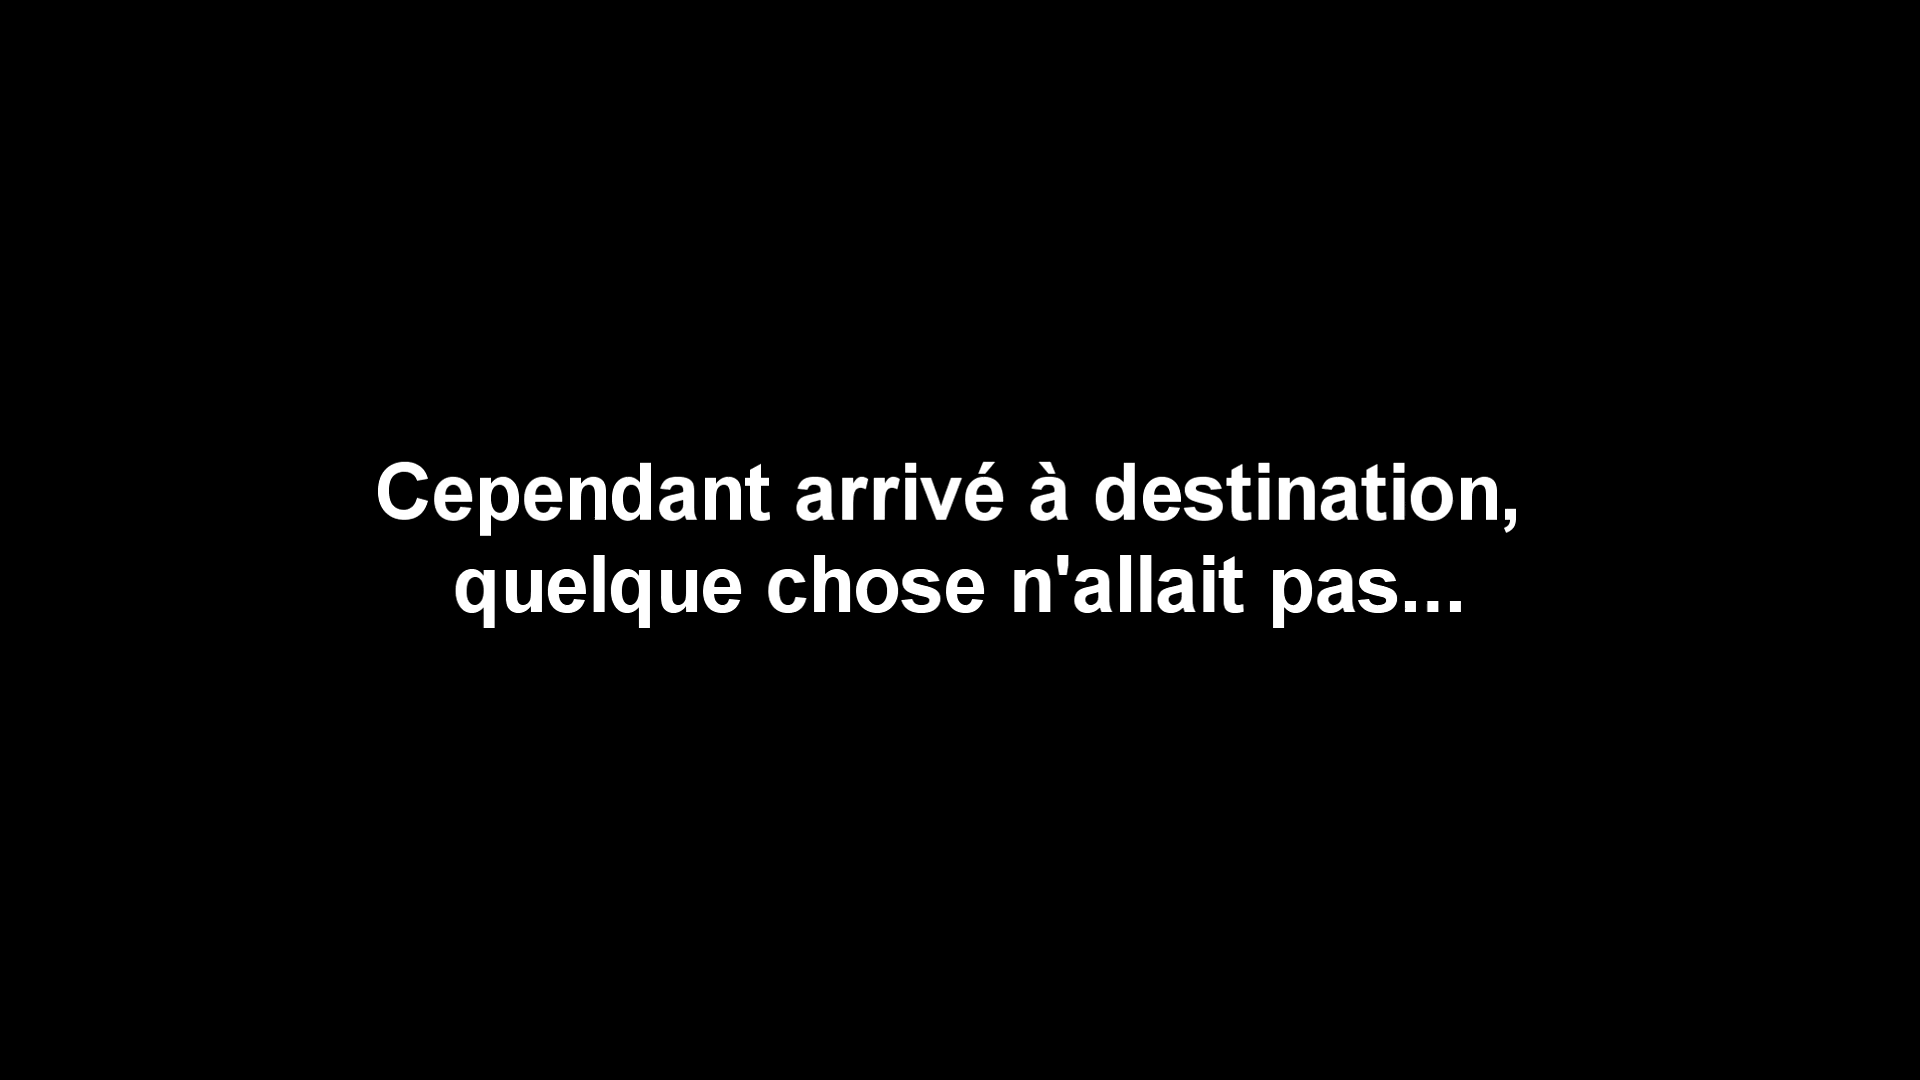 Cependant arrivé à destination,
quelque chose n'allait pas...